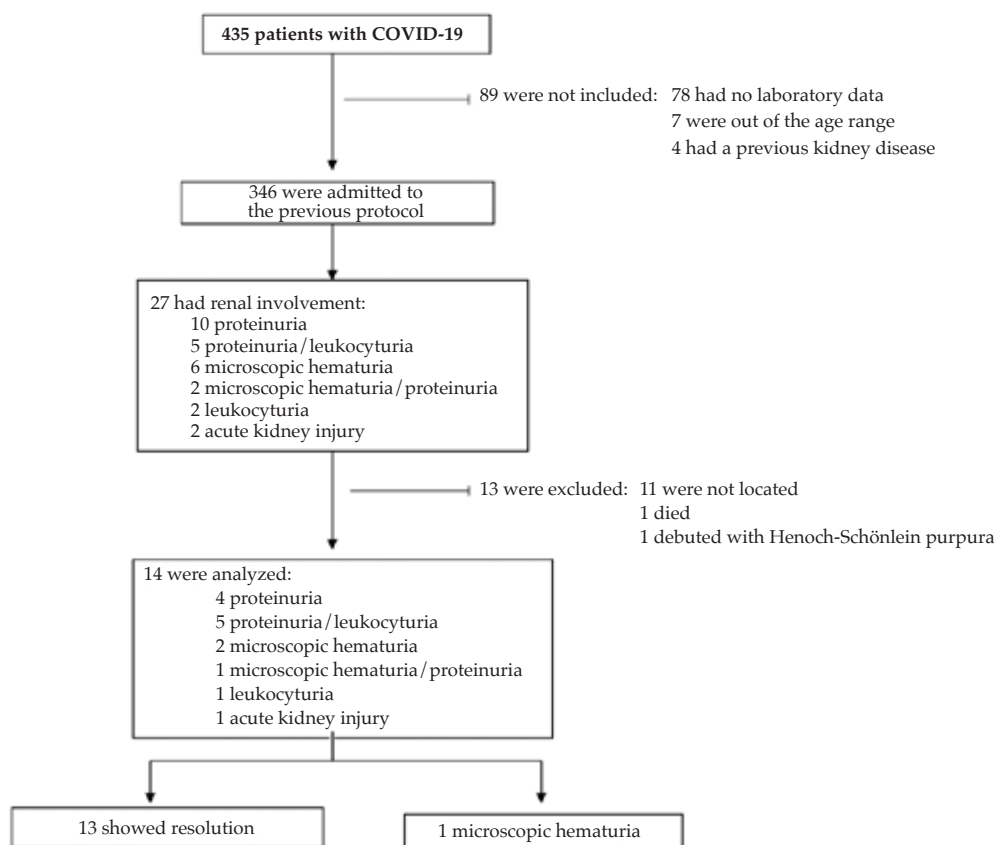 435 patients with COVID-19
89 were not included: 78 had no laboratory data
7 were out of the age range
4 had a previous kidney disease
346 were admitted to
the previous protocol
27 had renal involvement:
10 proteinuria
5 proteinuria/leukocyturia
6 microscopic hematuria
2 microscopic hematuria/proteinuria
2 leukocyturia
2 acute kidney injury
13 were excluded: 11 were not located
1 died
1 debuted with Henoch-Schönlein purpura
14 were analyzed:
4 proteinuria
5 proteinuria/leukocyturia
2 microscopic hematuria
1 microscopic hematuria/proteinuria
1 leukocyturia
1 acute kidney injury
13 showed resolution
1 microscopic hematuria